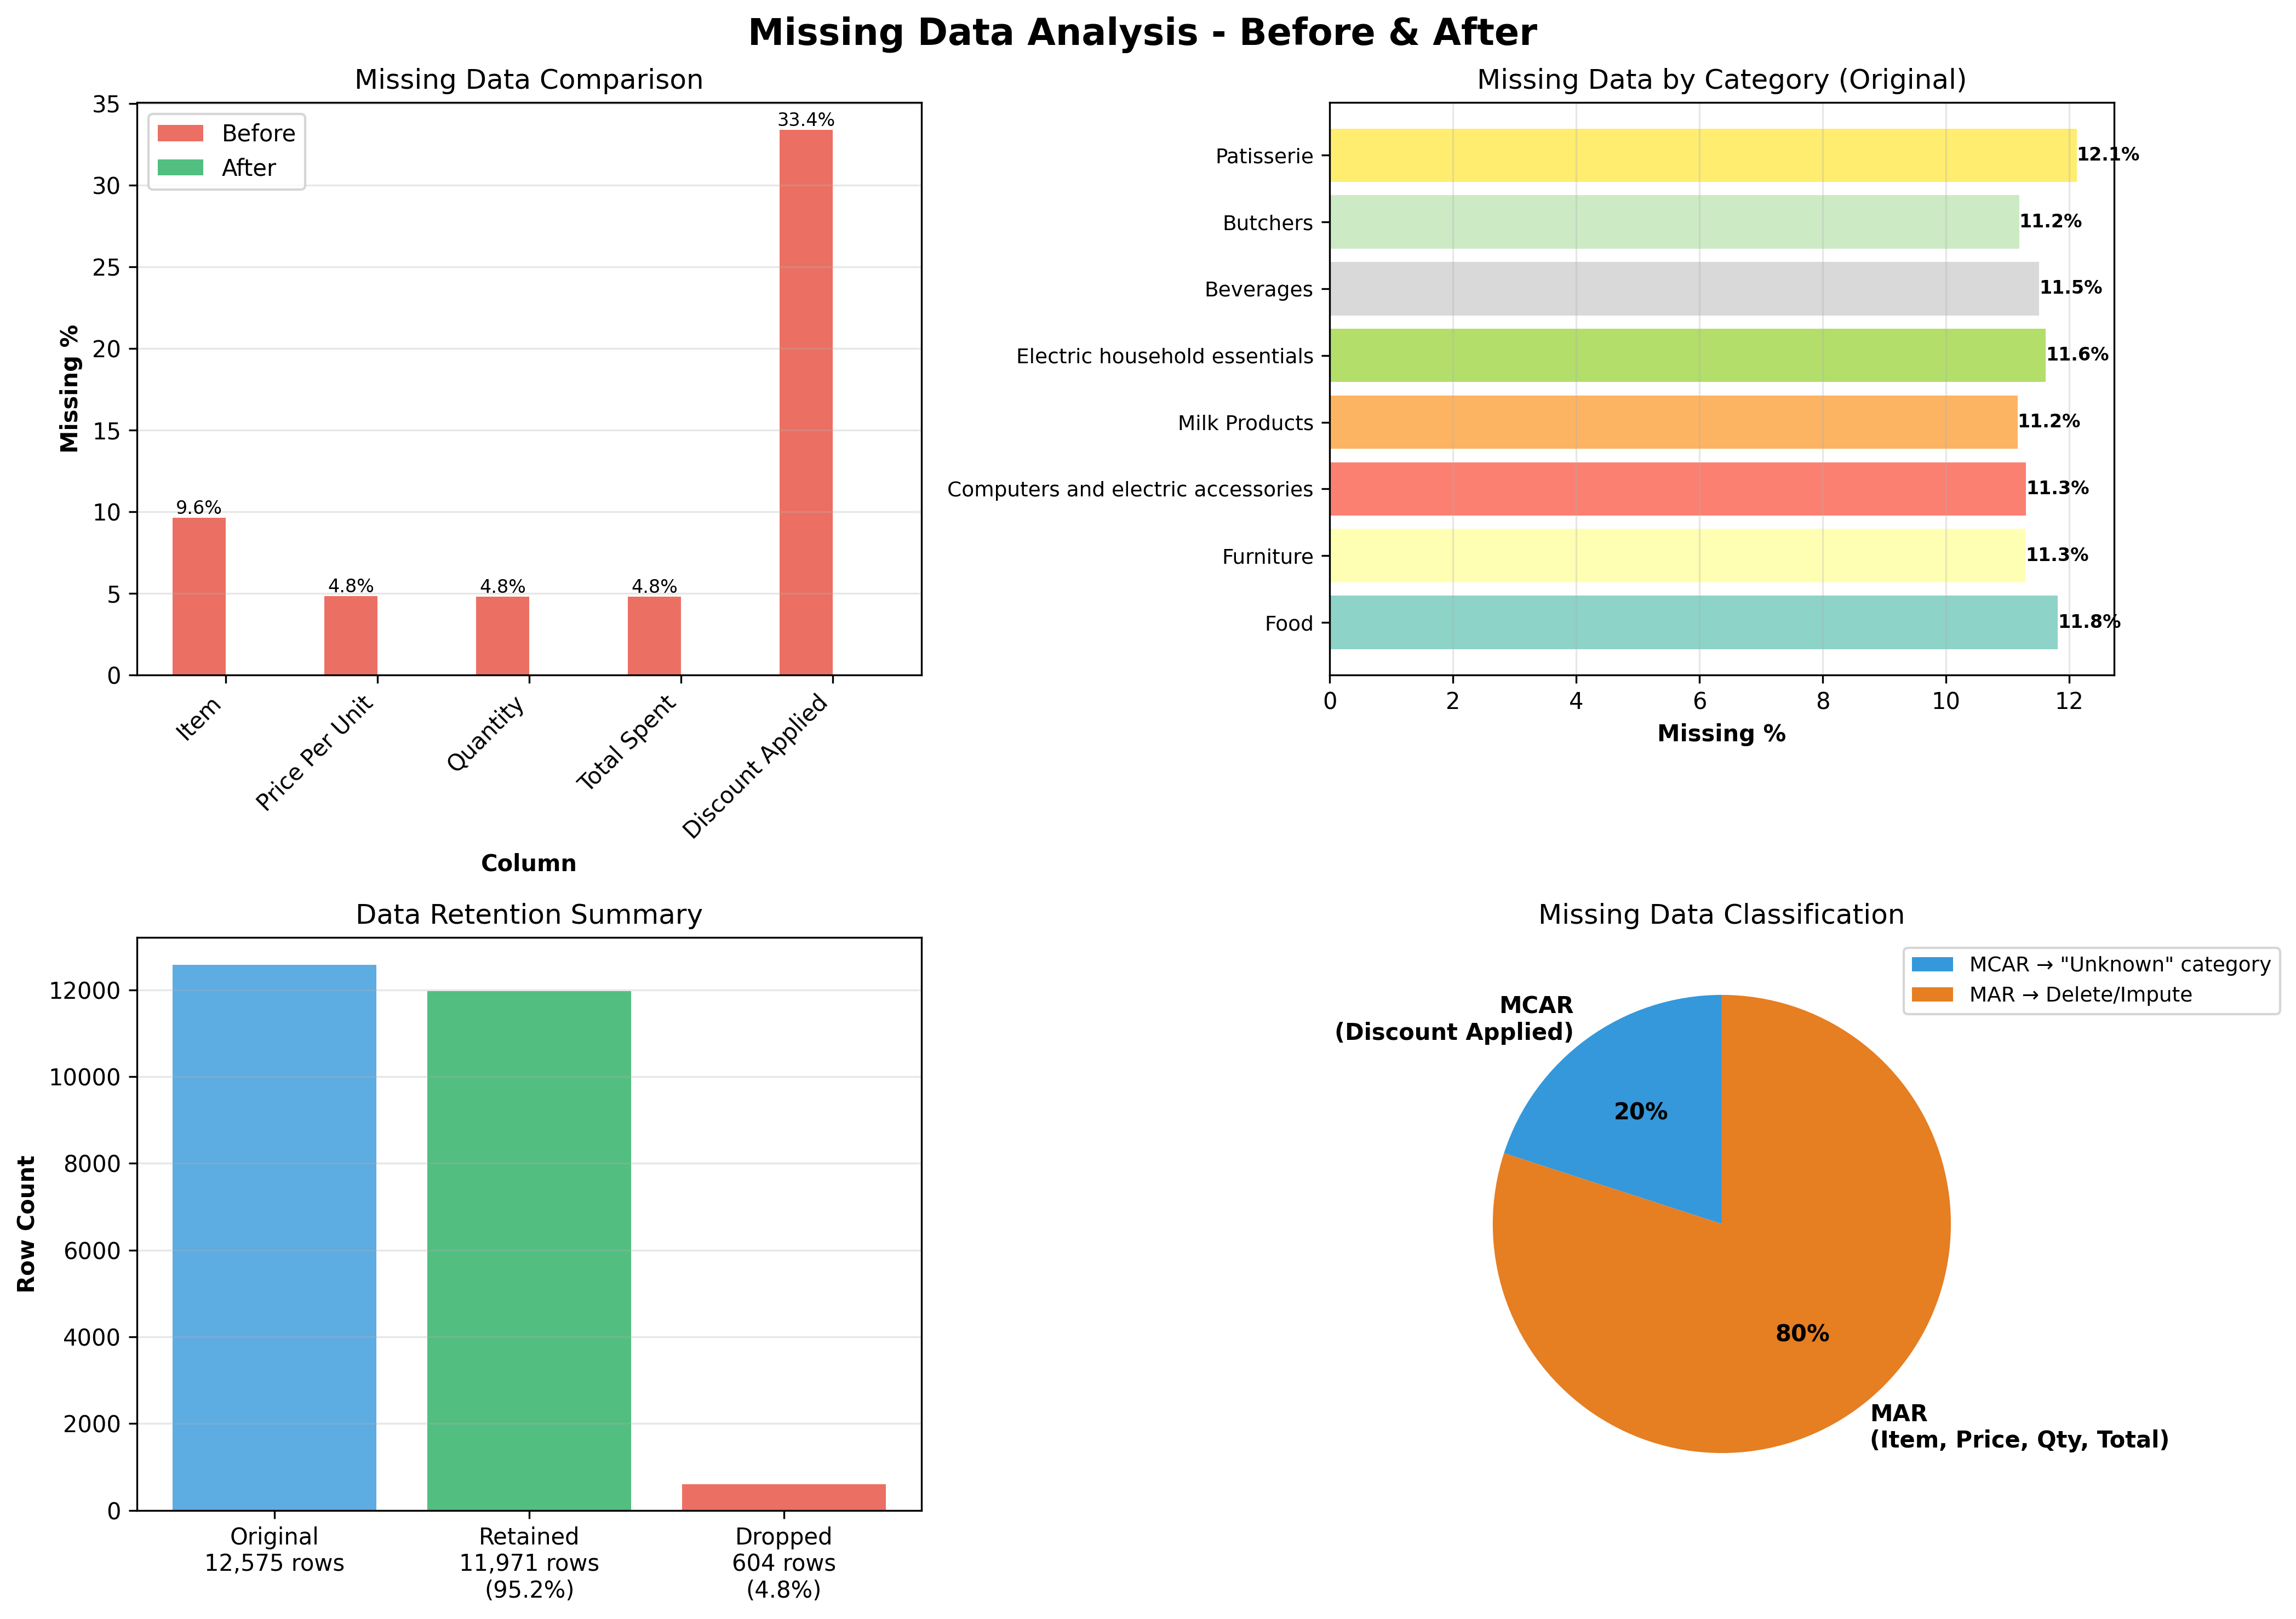 Missing Data Analysis - Before & After
Missing Data Comparison
Before
After
Missing %
35
30
25
20
15
10
5
0
9.6%
4.8%
4.8%
4.8%
33.4%
Item
Price Per Unit
Quantity
Total Spent
Discount Applied
Column
Missing Data by Category (Original)
Patisserie
12.1%
Butchers
11.2%
Beverages
11.5%
Electric household essentials
11.6%
Milk Products
11.2%
Computers and electric accessories
11.3%
Furniture
11.3%
Food
11.8%
0 2 4 6 8 10 12
Missing %
Data Retention Summary
Row Count
12000
10000
8000
6000
4000
2000
0
Original
12,575 rows
Retained
11,971 rows
(95.2%)
Dropped
604 rows
(4.8%)
Missing Data Classification
MCAR → "Unknown" category
MAR → Delete/Impute
MCAR
(Discount Applied)
20%
80%
MAR
(Item, Price, Qty, Total)